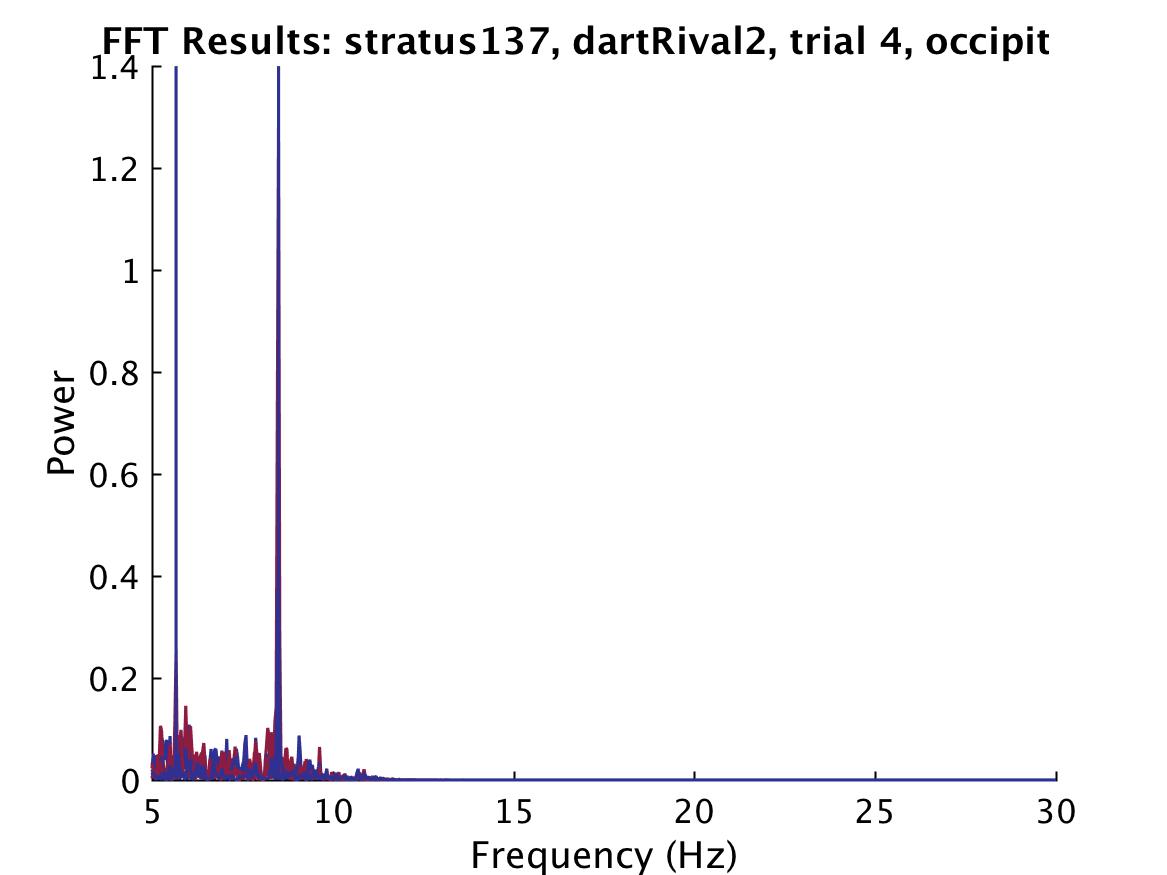 FFT Results: stratus137, dartRival2, trial 4, occipit
1.4
1.2
1
0.8
0.6
0.4
0.2
0
Power
5 10 15 20 25 30
Frequency (Hz)